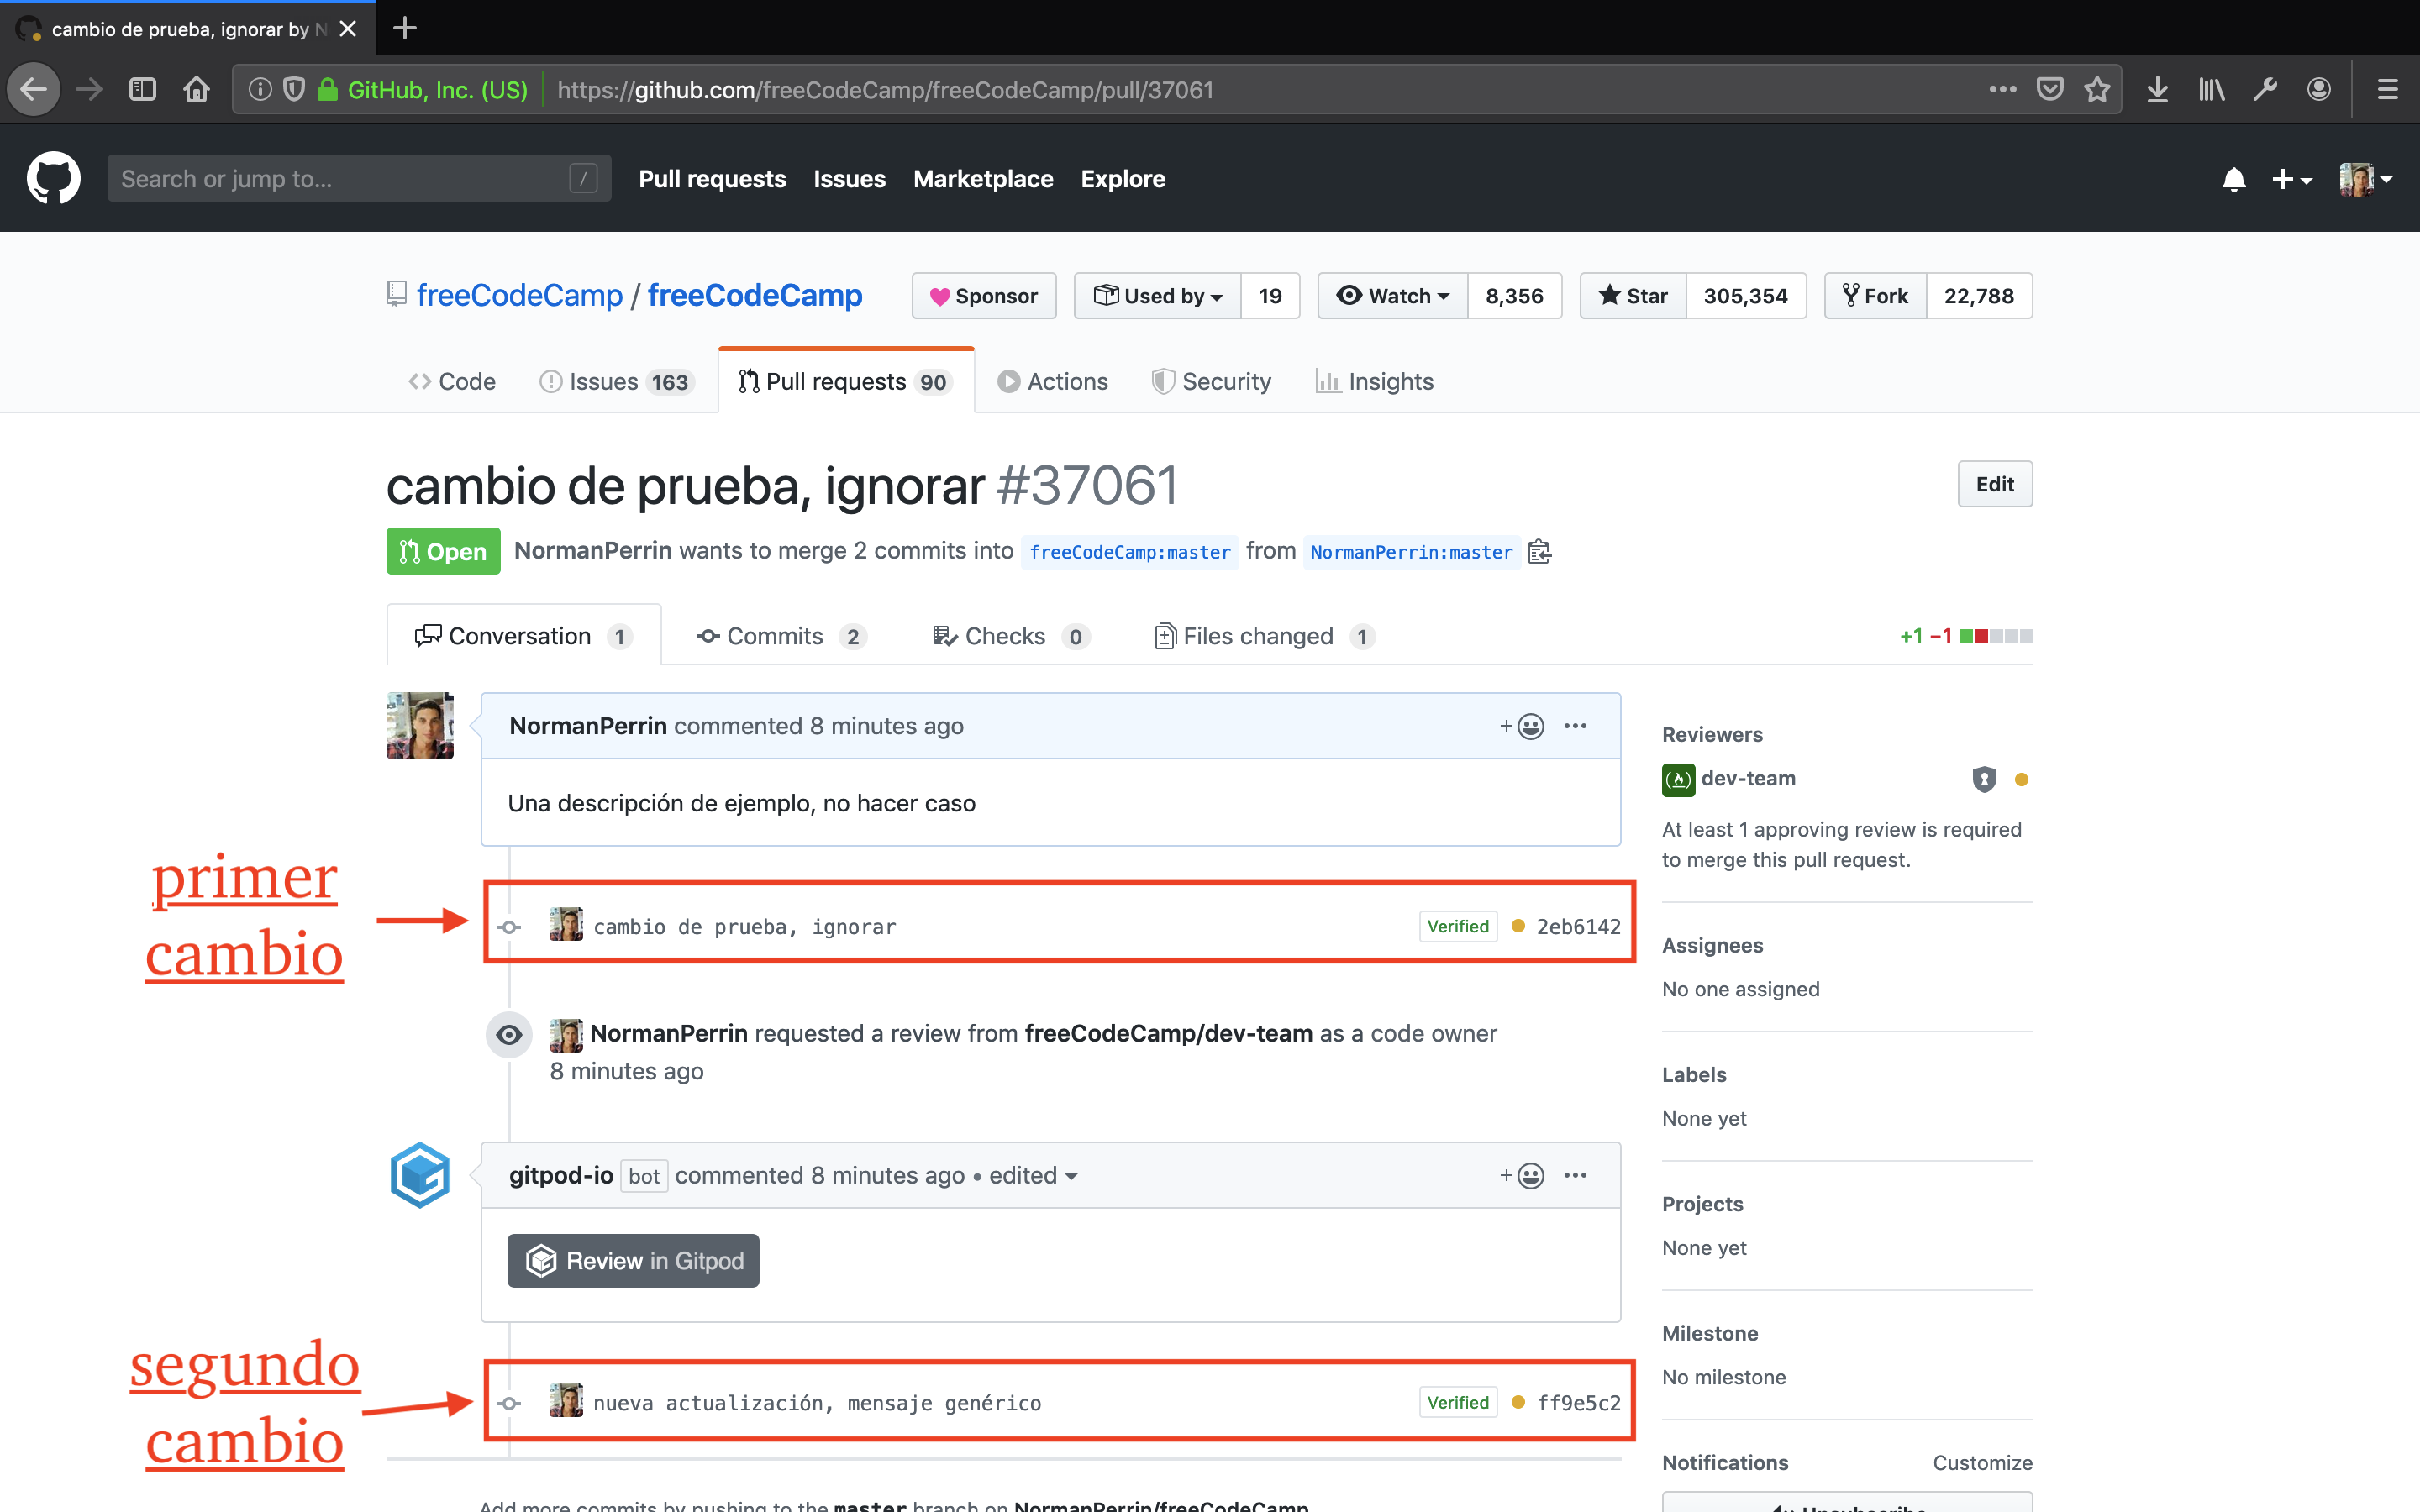 cambio de prueba, ignorar by N
GitHub, Inc. (US) https://github.com/freeCodeCamp/freeCodeCamp/pull/37061
Search or jump to... / Pull requests Issues Marketplace Explore
freeCodeCamp / freeCodeCamp Sponsor Used by 19 Watch 8,356 Star 305,354 Fork 22,788
Code Issues 163 Pull requests 90 Actions Security Insights
cambio de prueba, ignorar #37061 Edit
Open NormanPerrin wants to merge 2 commits into freeCodeCamp:master from NormanPerrin:master
Conversation 1 Commits 2 Checks 0 Files changed 1 +1 −1
NormanPerrin commented 8 minutes ago
Una descripción de ejemplo, no hacer caso
primer
cambio
cambio de prueba, ignorar Verified 2eb6142
NormanPerrin requested a review from freeCodeCamp/dev-team as a code owner
8 minutes ago
gitpod-io bot commented 8 minutes ago • edited
Review in Gitpod
segundo
cambio
nueva actualización, mensaje genérico Verified ff9e5c2
Add more commits by pushing to the master branch on NormanPerrin/freeCodeCamp
Reviewers
dev-team
At least 1 approving review is required
to merge this pull request.
Assignees
No one assigned
Labels
None yet
Projects
None yet
Milestone
No milestone
Notifications Customize
Unsubscribe